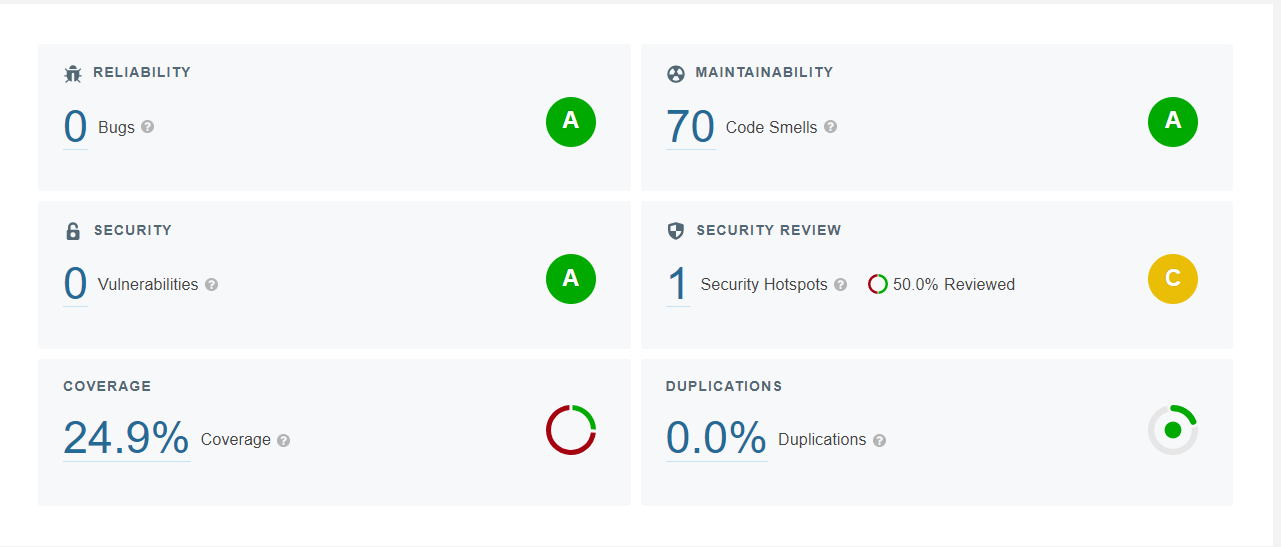 RELIABILITY
0 Bugs ?
A
MAINTAINABILITY
70 Code Smells ?
A
SECURITY
0 Vulnerabilities ?
A
SECURITY REVIEW
1 Security Hotspots ? 50.0% Reviewed
C
COVERAGE
24.9% Coverage ?
DUPLICATIONS
0.0% Duplications ?